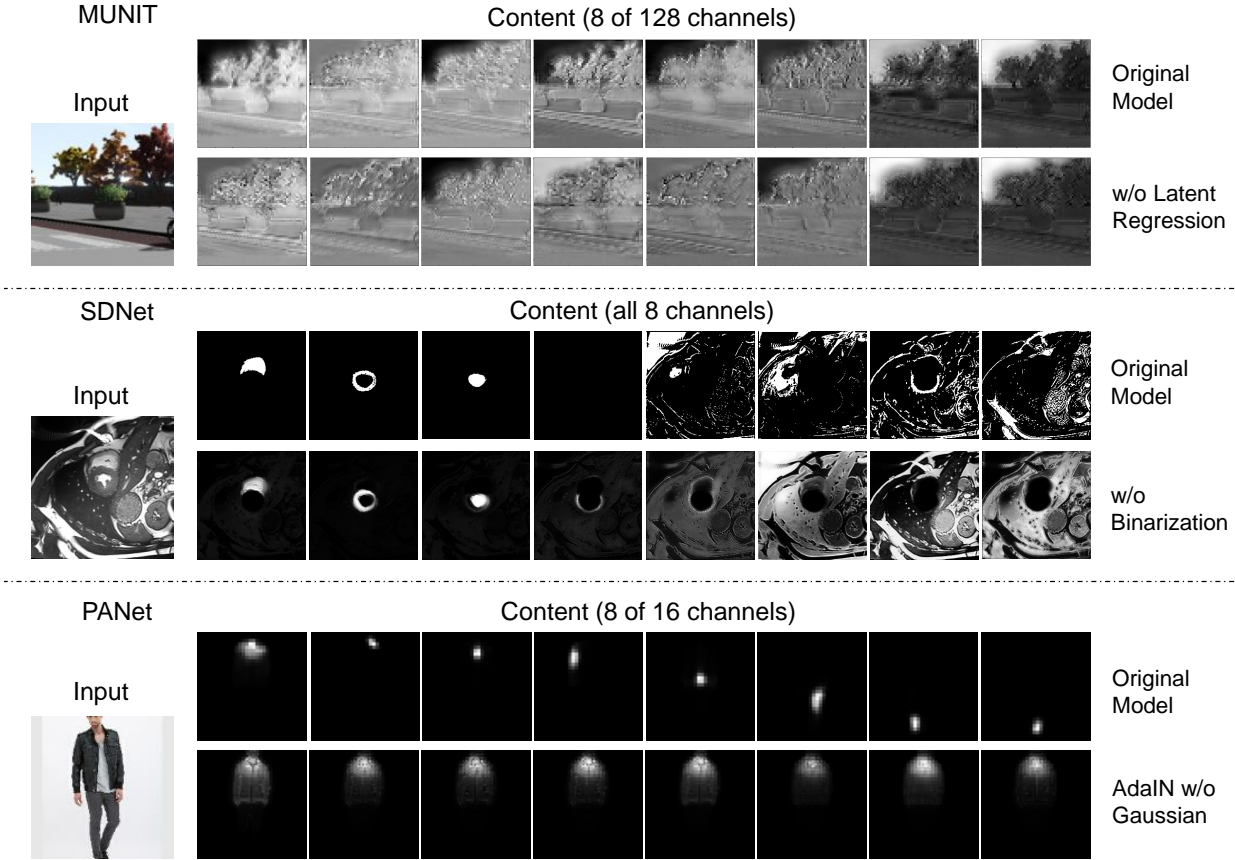 MUNIT
Content (8 of 128 channels)
Input
Original
Model
w/o Latent
Regression
SDNet
Content (all 8 channels)
Input
Original
Model
w/o
Binarization
PANet
Content (8 of 16 channels)
Input
Original
Model
AdaIN w/o
Gaussian